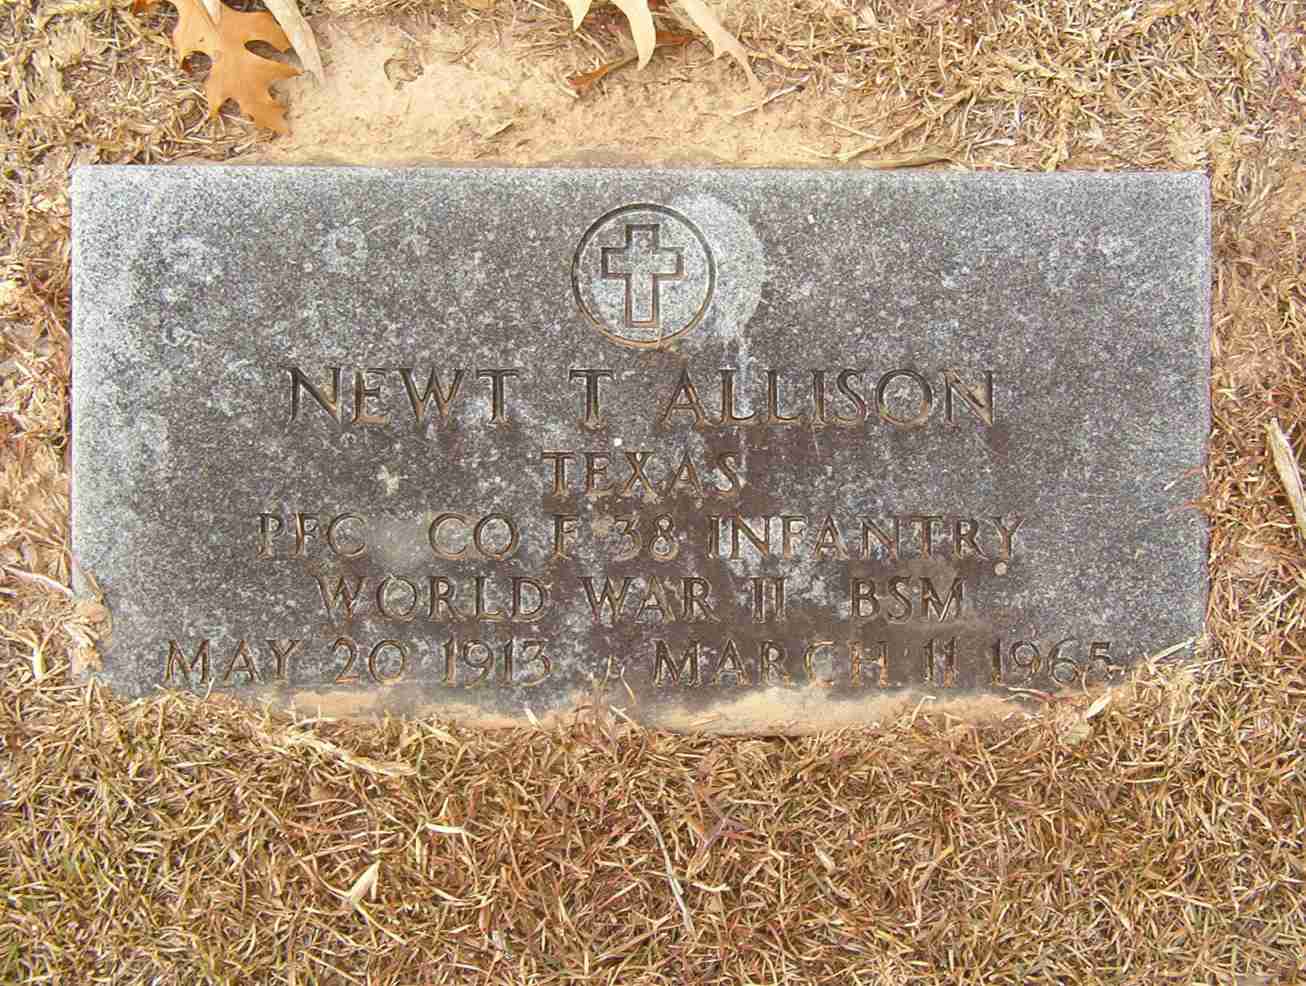 NEWT T ALLISON
TEXAS
PFC CO F 38 INFANTRY
WORLD WAR II BSM
MAY 20 1913 MARCH 11 1965